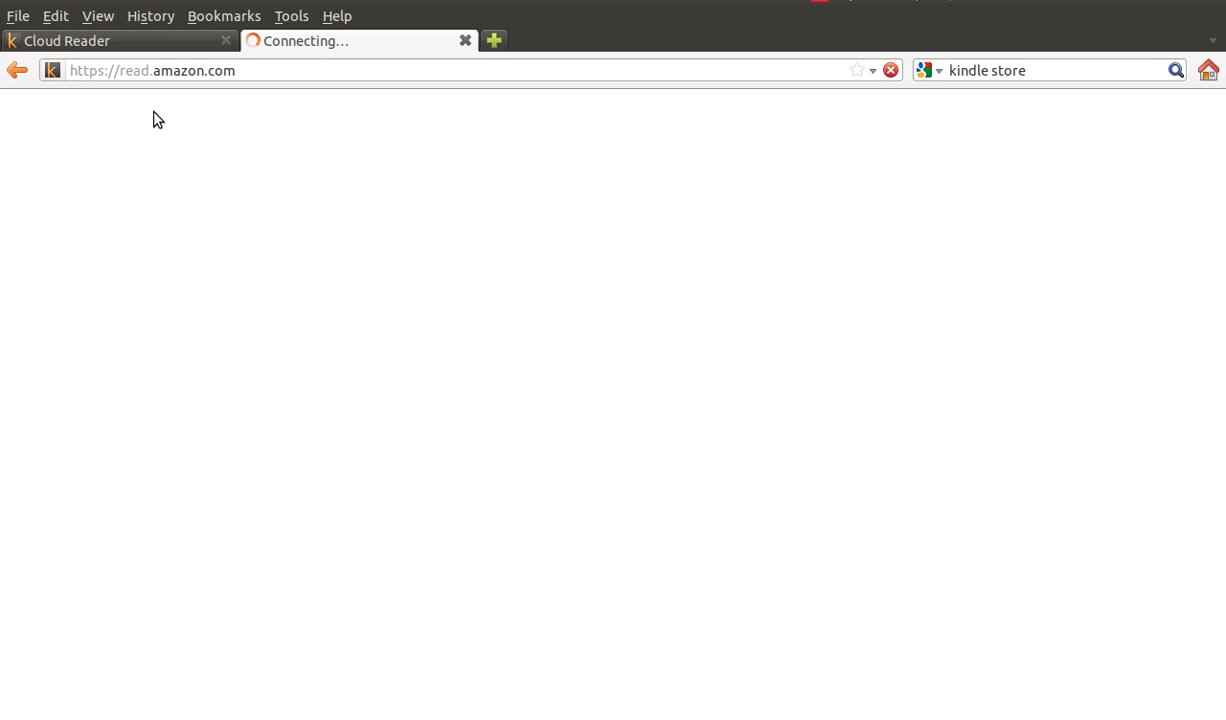 File Edit View History Bookmarks Tools Help
Cloud Reader Connecting...
https://read.amazon.com kindle store